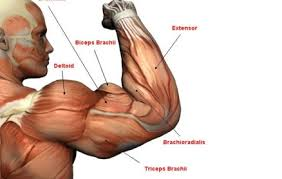 Extensor
Biceps Brachii
Deltoid
Brachioradialis
Triceps Brachii